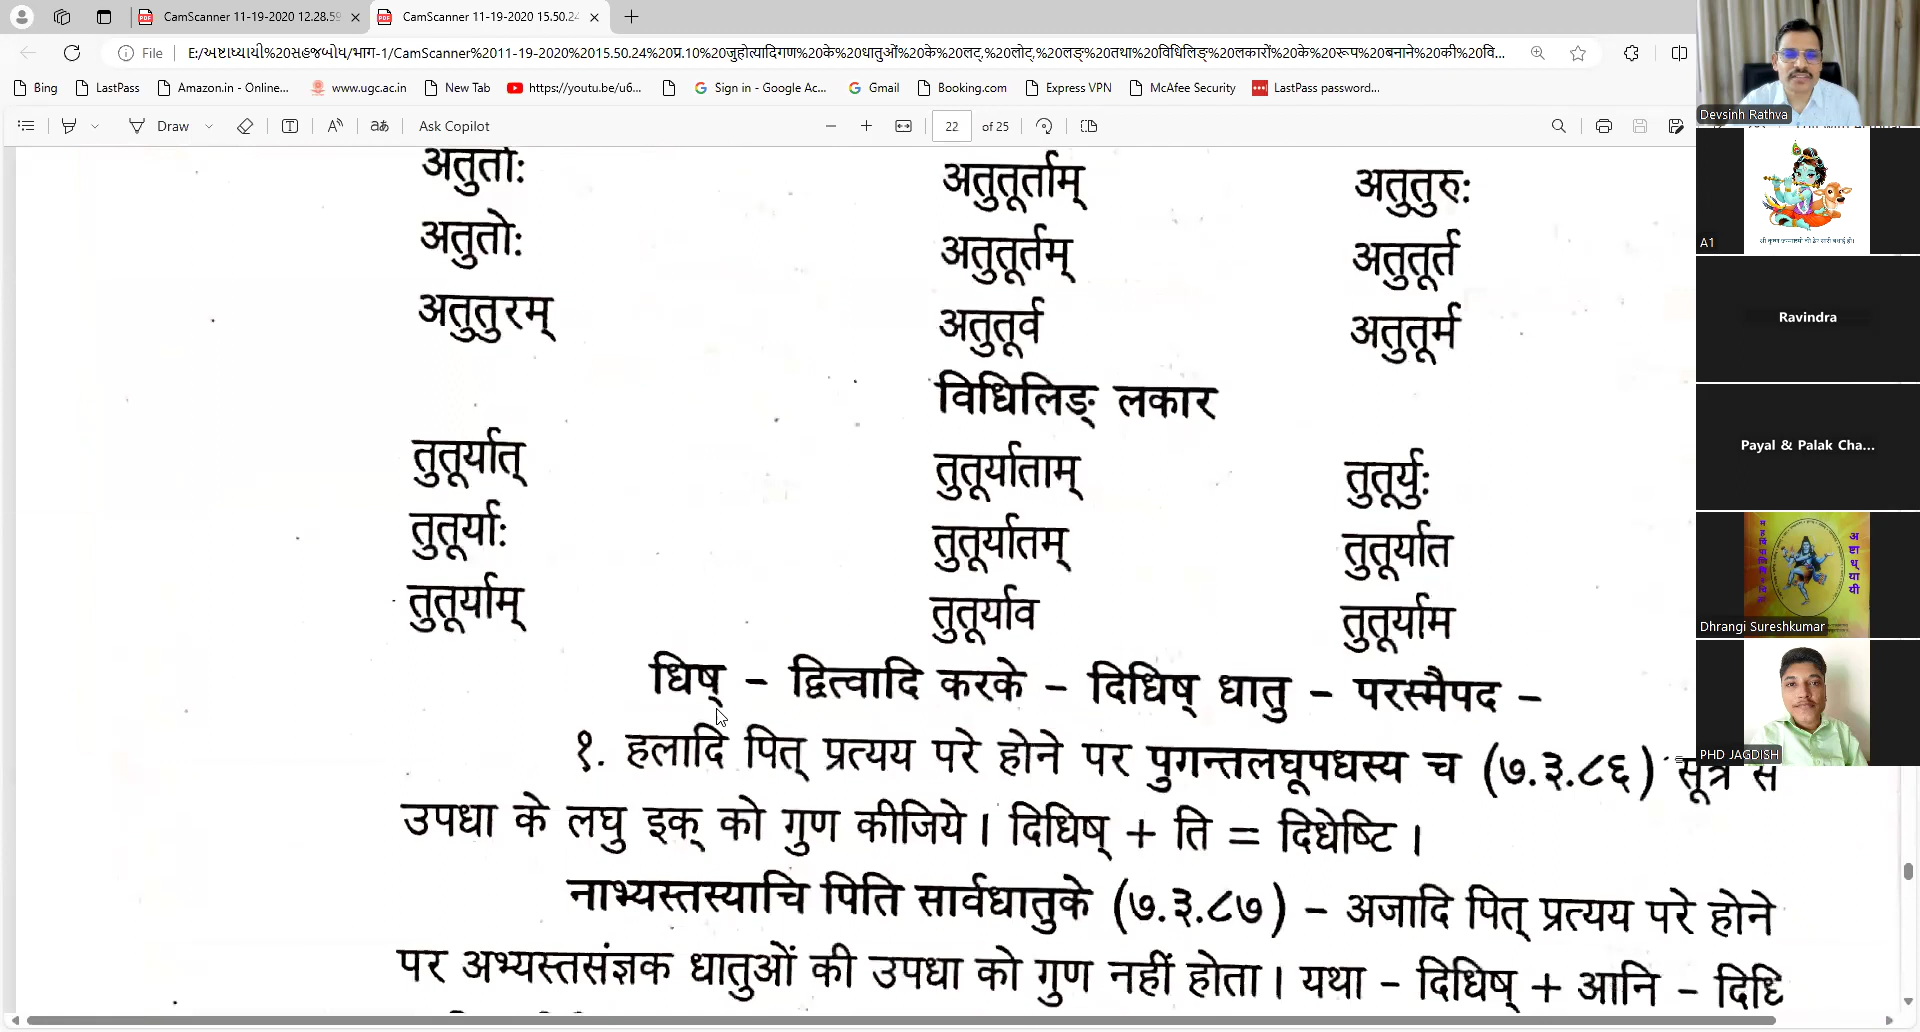 CamScanner 11-19-2020 12.28.59
CamScanner 11-19-2020 15.50.24
File
E:/અષ્ટાધ્યાયી%20સહજબોધ/भाग-1/CamScanner%2011-19-2020%2015.50.24%20प्र.10%20जुहोत्यादिगण%20के%20धातुओं%20के%20लट्,%20लोट्,%20लङ्%20तथा%20विधिलिङ्%20लकारों%20के%20रूप%20बनाने%20की%20वि...
Bing LastPass Amazon.in - Online... www.ugc.ac.in New Tab https://youtu.be/u6... Sign in - Google Ac... Gmail Booking.com Express VPN McAfee Security LastPass password...
Draw aあ Ask Copilot 22 of 25
अतुतोः अतुतूर्ताम् अतुतुरुः
अतुतोः अतुतूर्तम् अतुतूर्त
अतुतुरम् अतुतूर्व अतुतूर्म
विधिलिङ् लकार
तुतूर्यात् तुतूर्याताम् तुतूर्युः
तुतूर्याः तुतूर्यातम् तुतूर्यात
तुतूर्याम् तुतूर्याव तुतूर्याम
धिष् – द्वित्वादि करके – दिधिष् धातु – परस्मैपद –
१. हलादि पित् प्रत्यय परे होने पर पुगन्तलघूपधस्य च (७.३.८६) सूत्र स
उपधा के लघु इक् को गुण कीजिये। दिधिष् + ति = दिधेष्टि।
नाभ्यस्तस्याचि पिति सार्वधातुके (७.३.८७) – अजादि पित् प्रत्यय परे होने
पर अभ्यस्तसंज्ञक धातुओं की उपधा को गुण नहीं होता। यथा – दिधिष् + आनि – दिधि
Devsinh Rathva
A1
Ravindra
Payal & Palak Cha...
अष्टाध्यायी
Dhrangi Sureshkumar
PHD JAGDISH